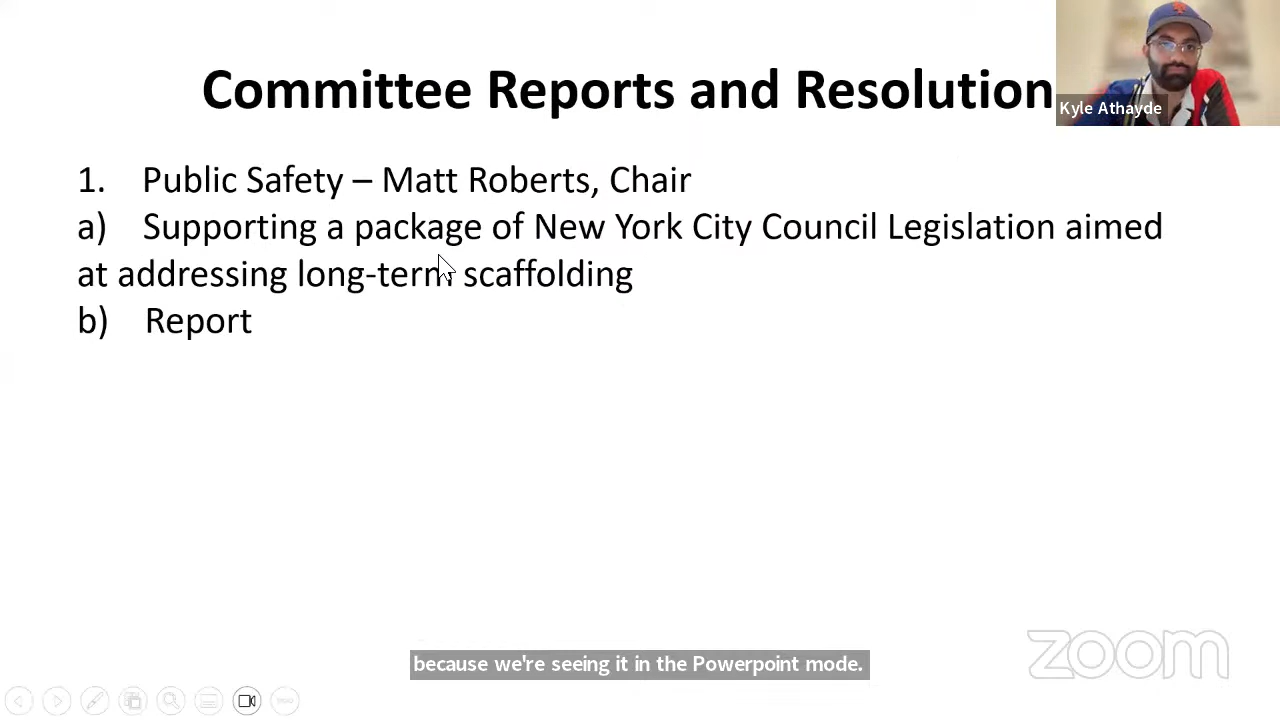 Committee Reports and Resolution
Kyle Athayde
1. Public Safety – Matt Roberts, Chair
a) Supporting a package of New York City Council Legislation aimed
at addressing long-term scaffolding
b) Report
because we're seeing it in the Powerpoint mode.
zoom